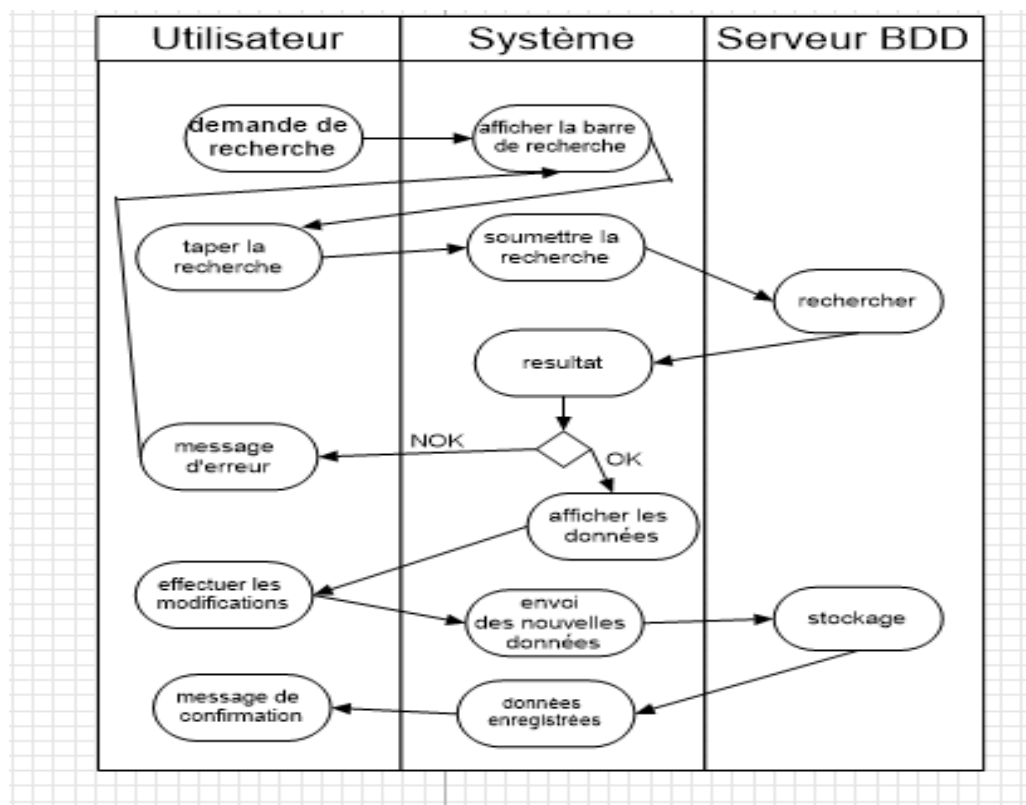 Utilisateur
Système
Serveur BDD
demande de
recherche
afficher la barre
de recherche
taper la
recherche
soumettre la
recherche
rechercher
resultat
NOK
OK
message
d'erreur
afficher les
données
effectuer les
modifications
envoi
des nouvelles
données
stockage
message de
confirmation
données
enregistrées